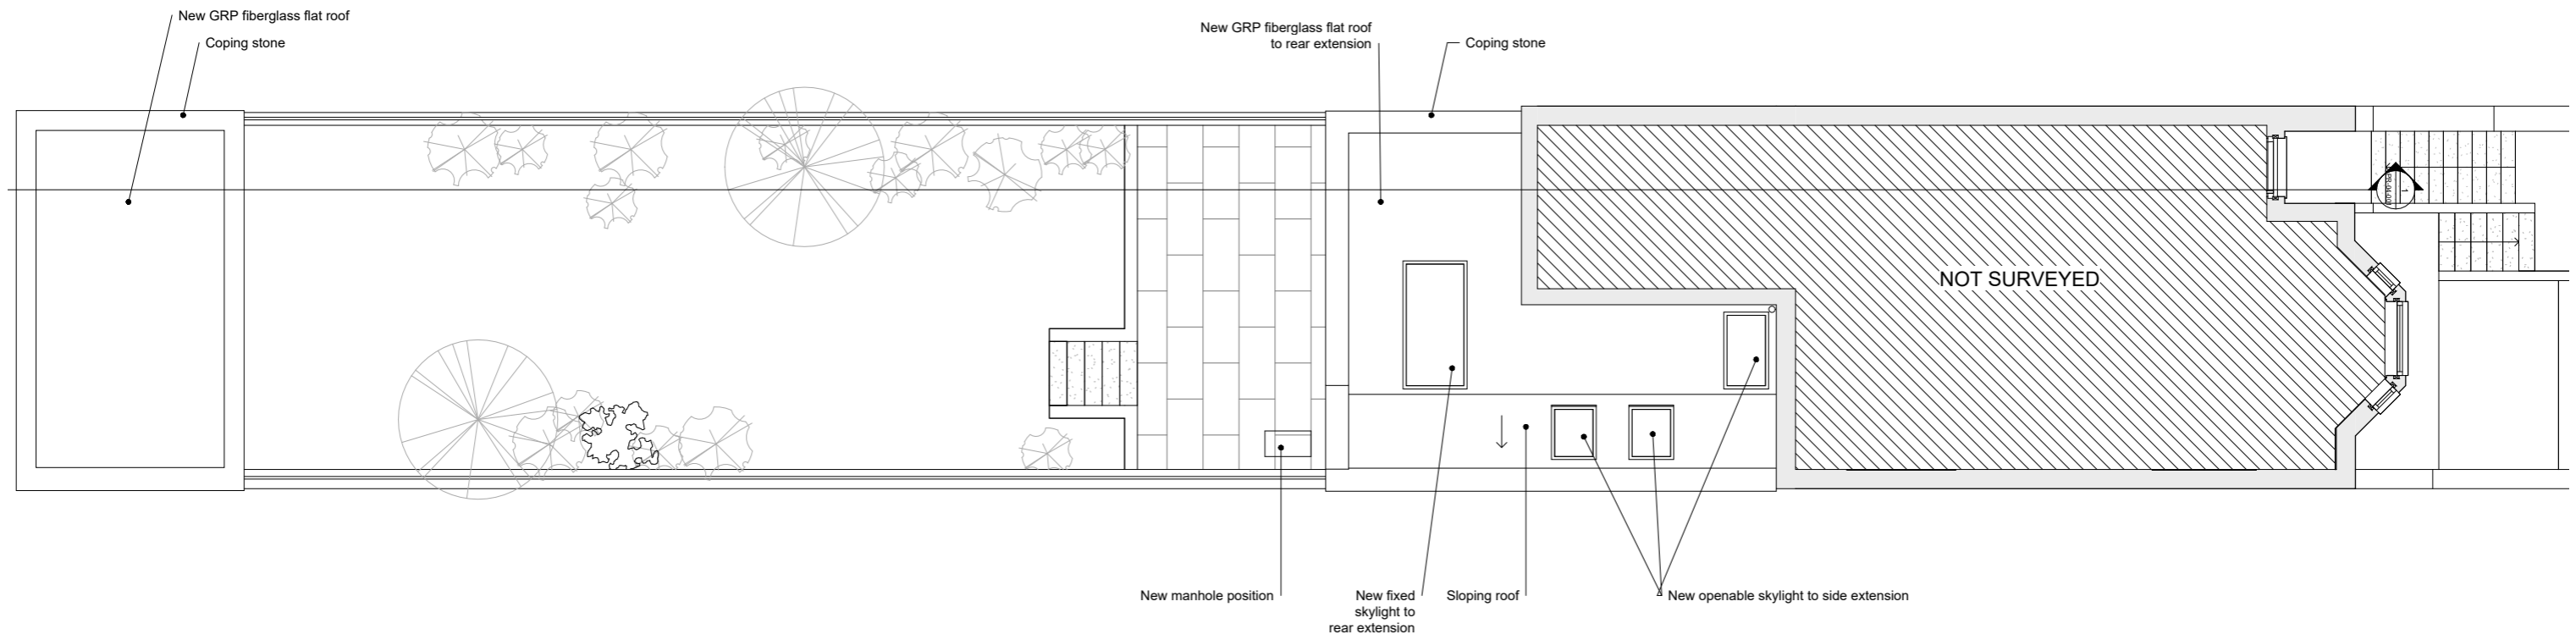 New GRP fiberglass flat roof
Coping stone
New GRP fiberglass flat roof
to rear extension
Coping stone
NOT SURVEYED
1
New manhole position
New fixed
skylight to
rear extension
Sloping roof
New openable skylight to side extension